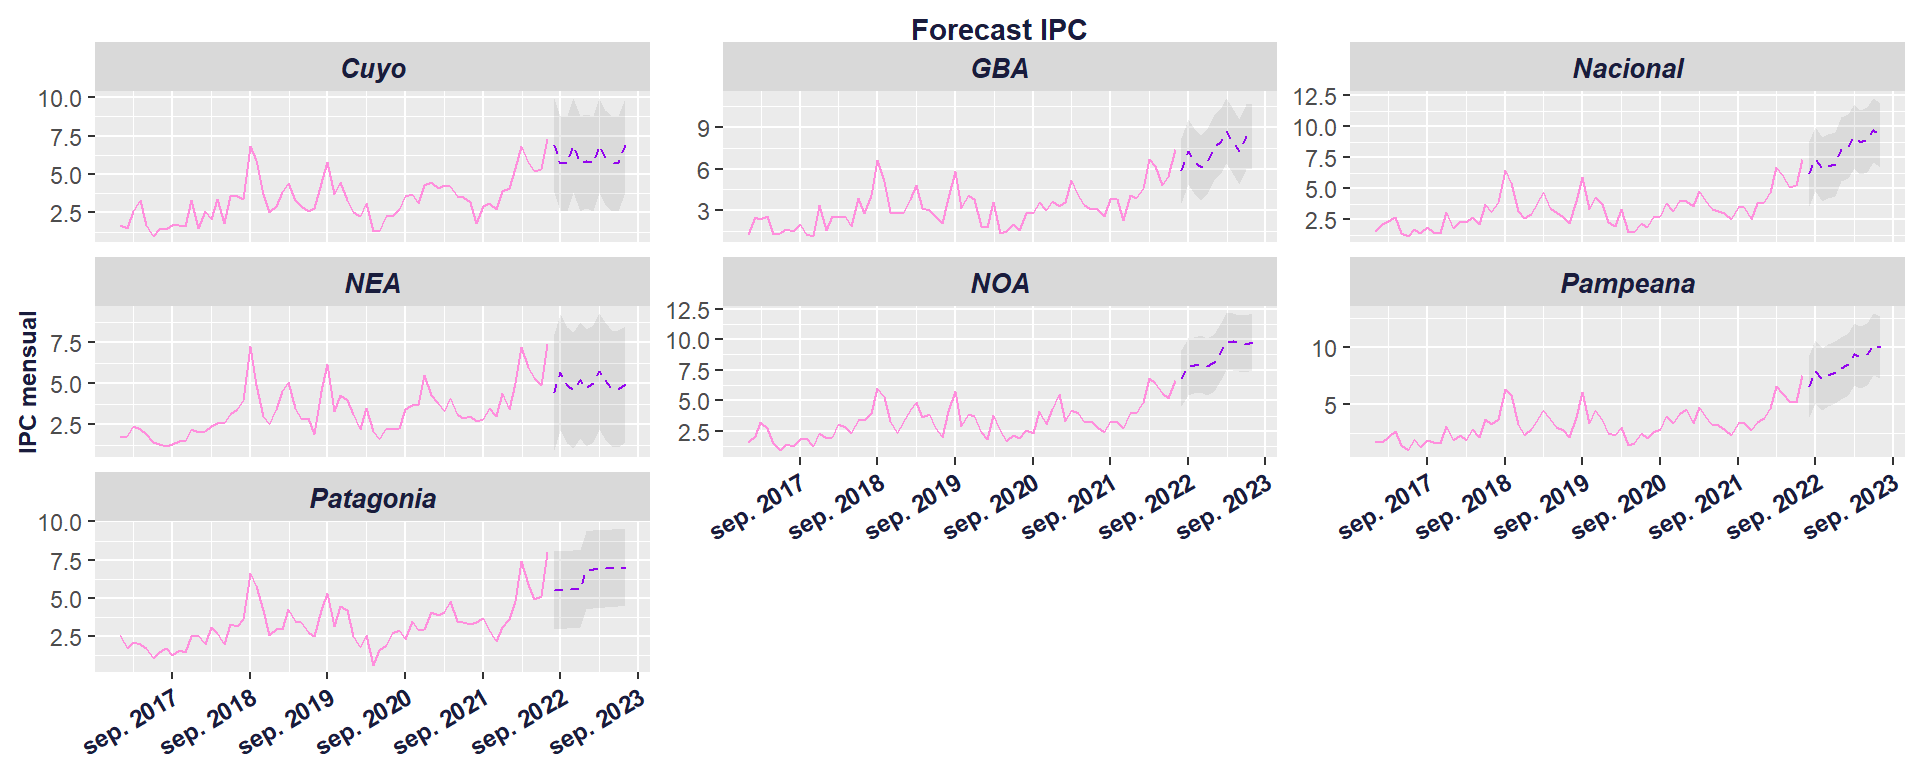 Forecast IPC
Cuyo
GBA
Nacional
10.0
7.5
5.0
2.5
9
6
3
12.5
10.0
7.5
5.0
2.5
NEA
NOA
Pampeana
7.5
5.0
2.5
12.5
10.0
7.5
5.0
2.5
10
5
IPC mensual
sep. 2017
sep. 2018
sep. 2019
sep. 2020
sep. 2021
sep. 2022
sep. 2023
sep. 2017
sep. 2018
sep. 2019
sep. 2020
sep. 2021
sep. 2022
sep. 2023
Patagonia
10.0
7.5
5.0
2.5
sep. 2017
sep. 2018
sep. 2019
sep. 2020
sep. 2021
sep. 2022
sep. 2023